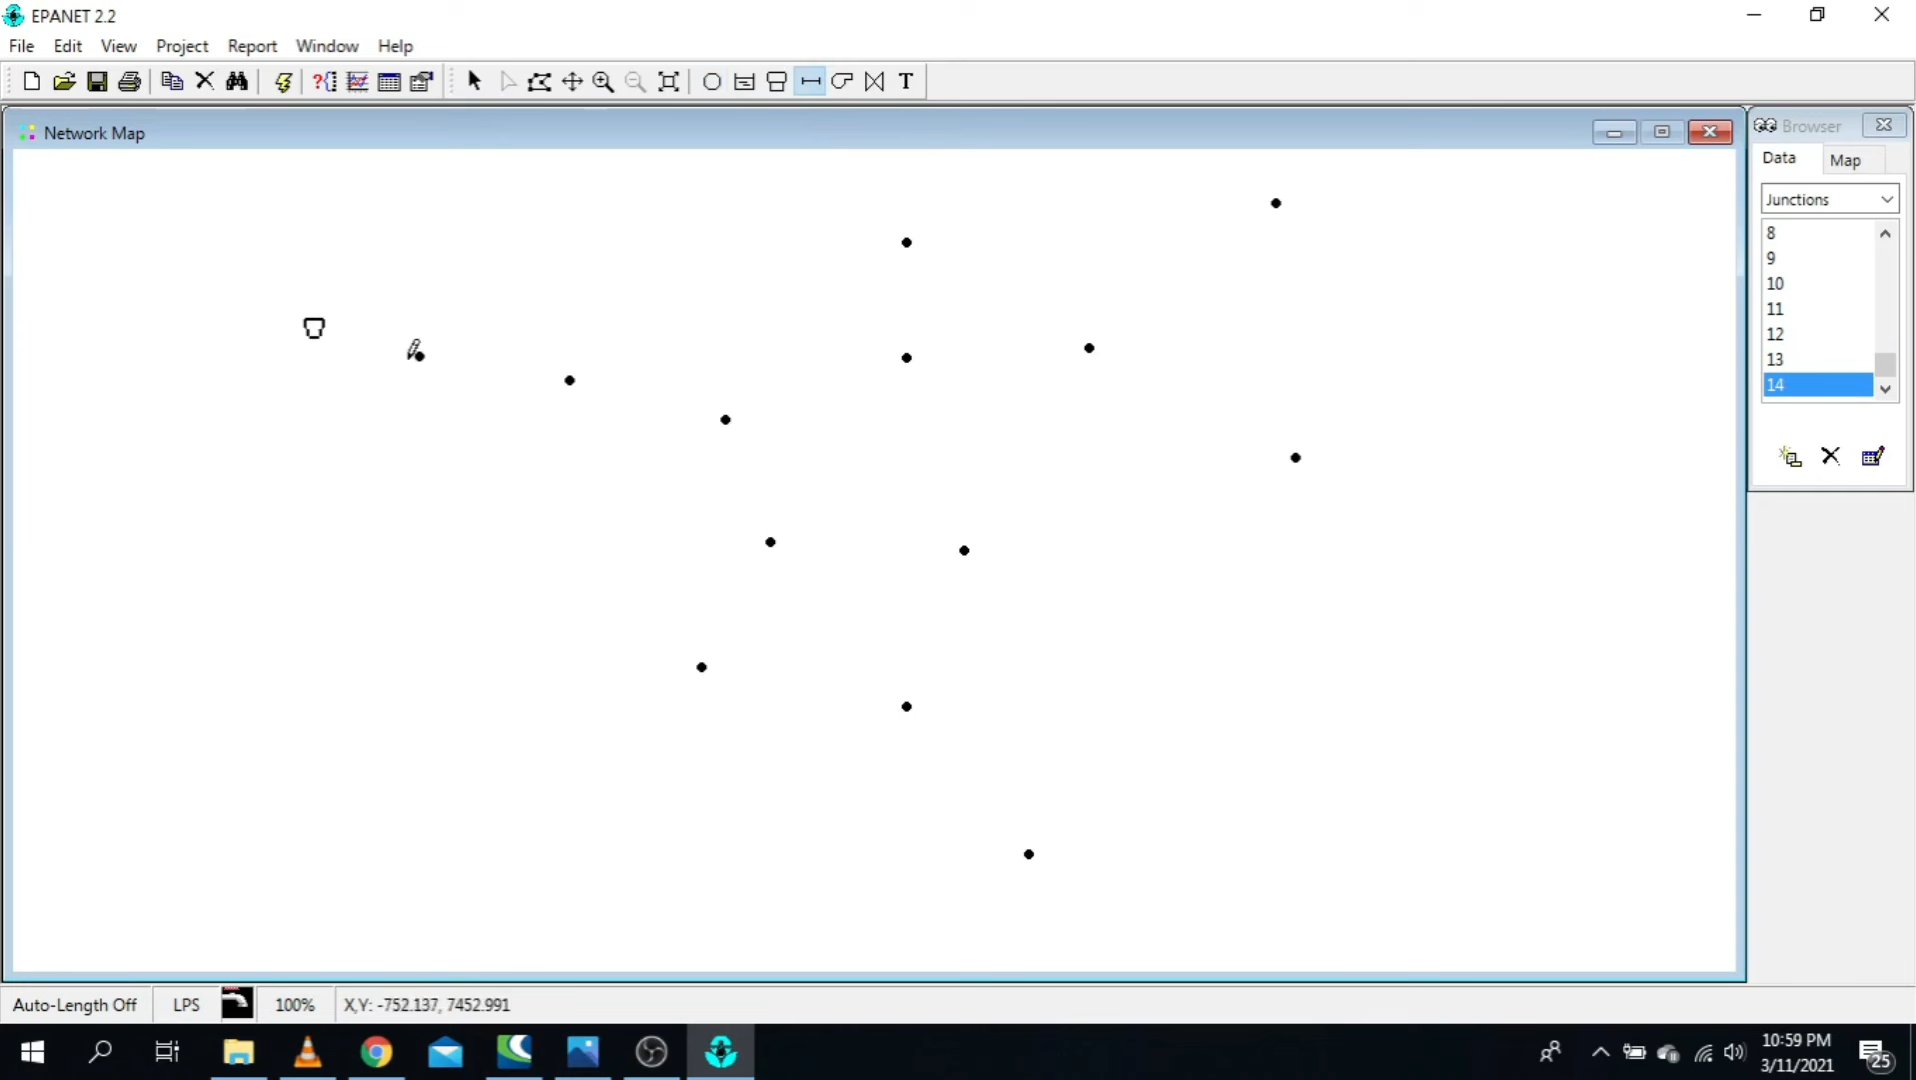 EPANET 2.2
File Edit View Project Report Window Help
T
Network Map
Browser
Data Map
Junctions
8
9
10
11
12
13
14
Auto-Length Off LPS 100% X,Y: -752.137, 7452.991
10:59 PM
3/11/2021
25